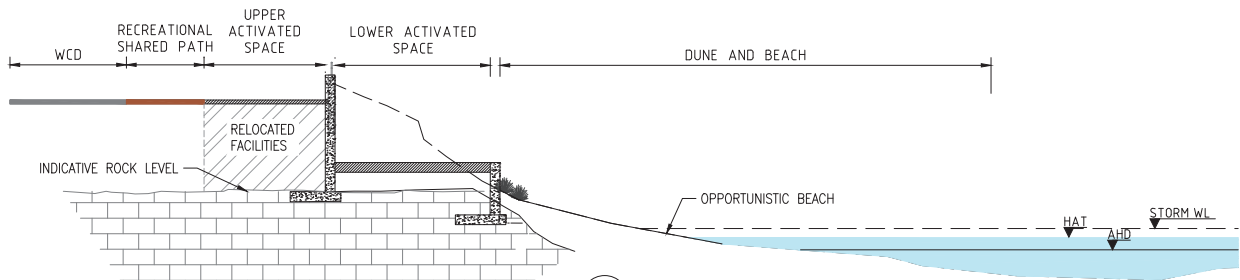 WCD
RECREATIONAL
SHARED PATH
UPPER
ACTIVATED
SPACE
LOWER ACTIVATED
SPACE
DUNE AND BEACH
RELOCATED
FACILITIES
INDICATIVE ROCK LEVEL
OPPORTUNISTIC BEACH
HAT
STORM WL
AHD